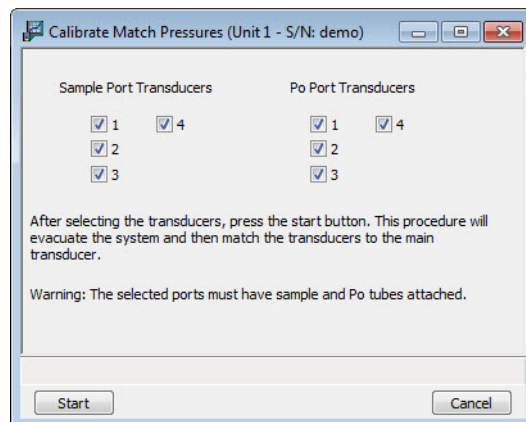 Calibrate Match Pressures (Unit 1 - S/N: demo)
Sample Port Transducers Po Port Transducers
1 4 1 4
2 2
3 3
After selecting the transducers, press the start button. This procedure will
evacuate the system and then match the transducers to the main
transducer.
Warning: The selected ports must have sample and Po tubes attached.
Start Cancel